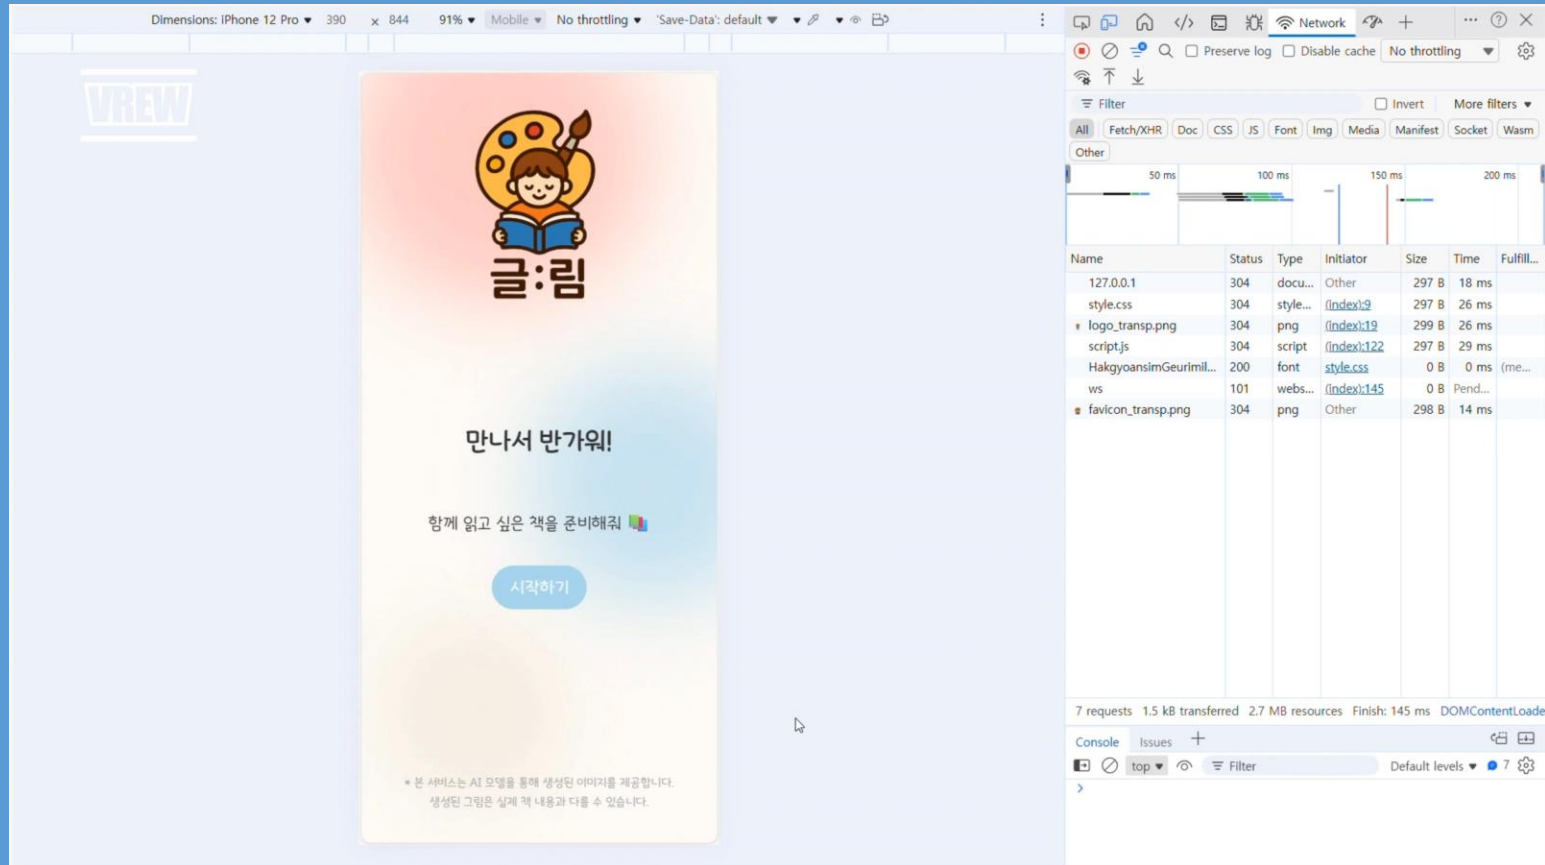 Dimensions: iPhone 12 Pro ▼ 390 x 844 91% ▼ Mobile ▼ No throttling ▼ 'Save-Data': default ▼
VREW
글:림
만나서 반가워!
함께 읽고 싶은 책을 준비해줘 📚
시작하기
* 본 서비스는 AI 모델을 통해 생성된 이미지를 제공합니다.
생성된 그림은 실제 책 내용과 다를 수 있습니다.
Network
Preserve log Disable cache No throttling ▼
Filter Invert More filters ▼
All Fetch/XHR Doc CSS JS Font Img Media Manifest Socket Wasm
Other
50 ms 100 ms 150 ms 200 ms
Name Status Type Initiator Size Time Fulfill...
127.0.0.1 304 docu... Other 297 B 18 ms
style.css 304 style... (index):9 297 B 26 ms
logo_transp.png 304 png (index):19 299 B 26 ms
script.js 304 script (index):122 297 B 29 ms
HakgyoansimGeurimil... 200 font style.css 0 B 0 ms (me...
ws 101 webs... (index):145 0 B Pend...
favicon_transp.png 304 png Other 298 B 14 ms
7 requests 1.5 kB transferred 2.7 MB resources Finish: 145 ms DOMContentLoade
Console Issues
top ▼ Filter Default levels ▼ 7